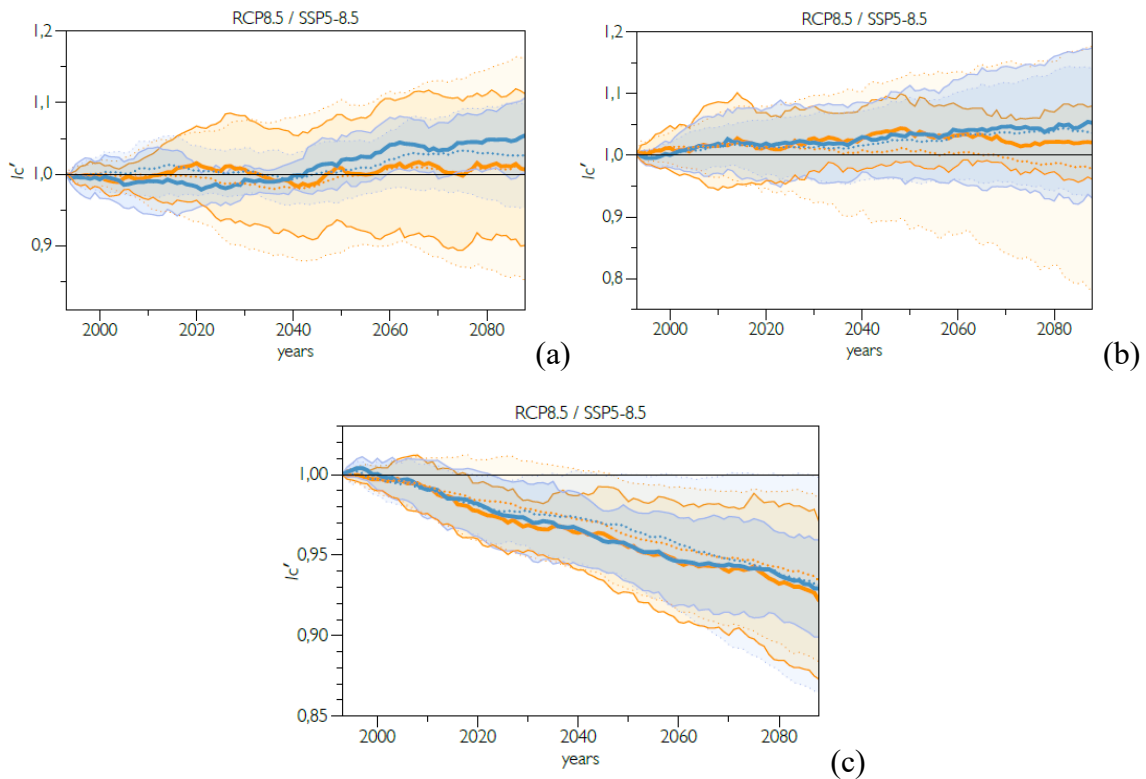 RCP8.5 / SSP5-8.5
1,2
1,1
1,0
0,9
Ic'
2000 2020 2040 2060 2080
years
(a)
RCP8.5 / SSP5-8.5
1,2
1,1
1,0
0,9
0,8
Ic'
2000 2020 2040 2060 2080
years
(b)
RCP8.5 / SSP5-8.5
1,00
0,95
0,90
0,85
Ic'
2000 2020 2040 2060 2080
years
(c)